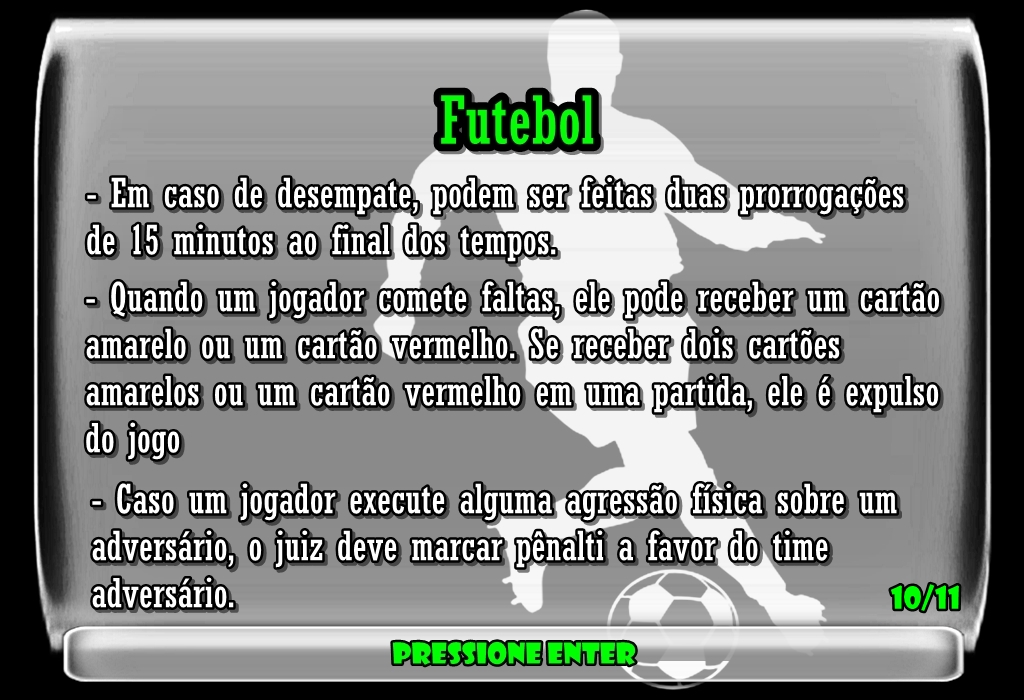 Futebol
- Em caso de desempate, podem ser feitas duas prorrogações
de 15 minutos ao final dos tempos.
- Quando um jogador comete faltas, ele pode receber um cartão
amarelo ou um cartão vermelho. Se receber dois cartões
amarelos ou um cartão vermelho em uma partida, ele é expulso
do jogo
- Caso um jogador execute alguma agressão física sobre um
adversário, o juiz deve marcar pênalti a favor do time
adversário.
10/11
PRESSIONE ENTER